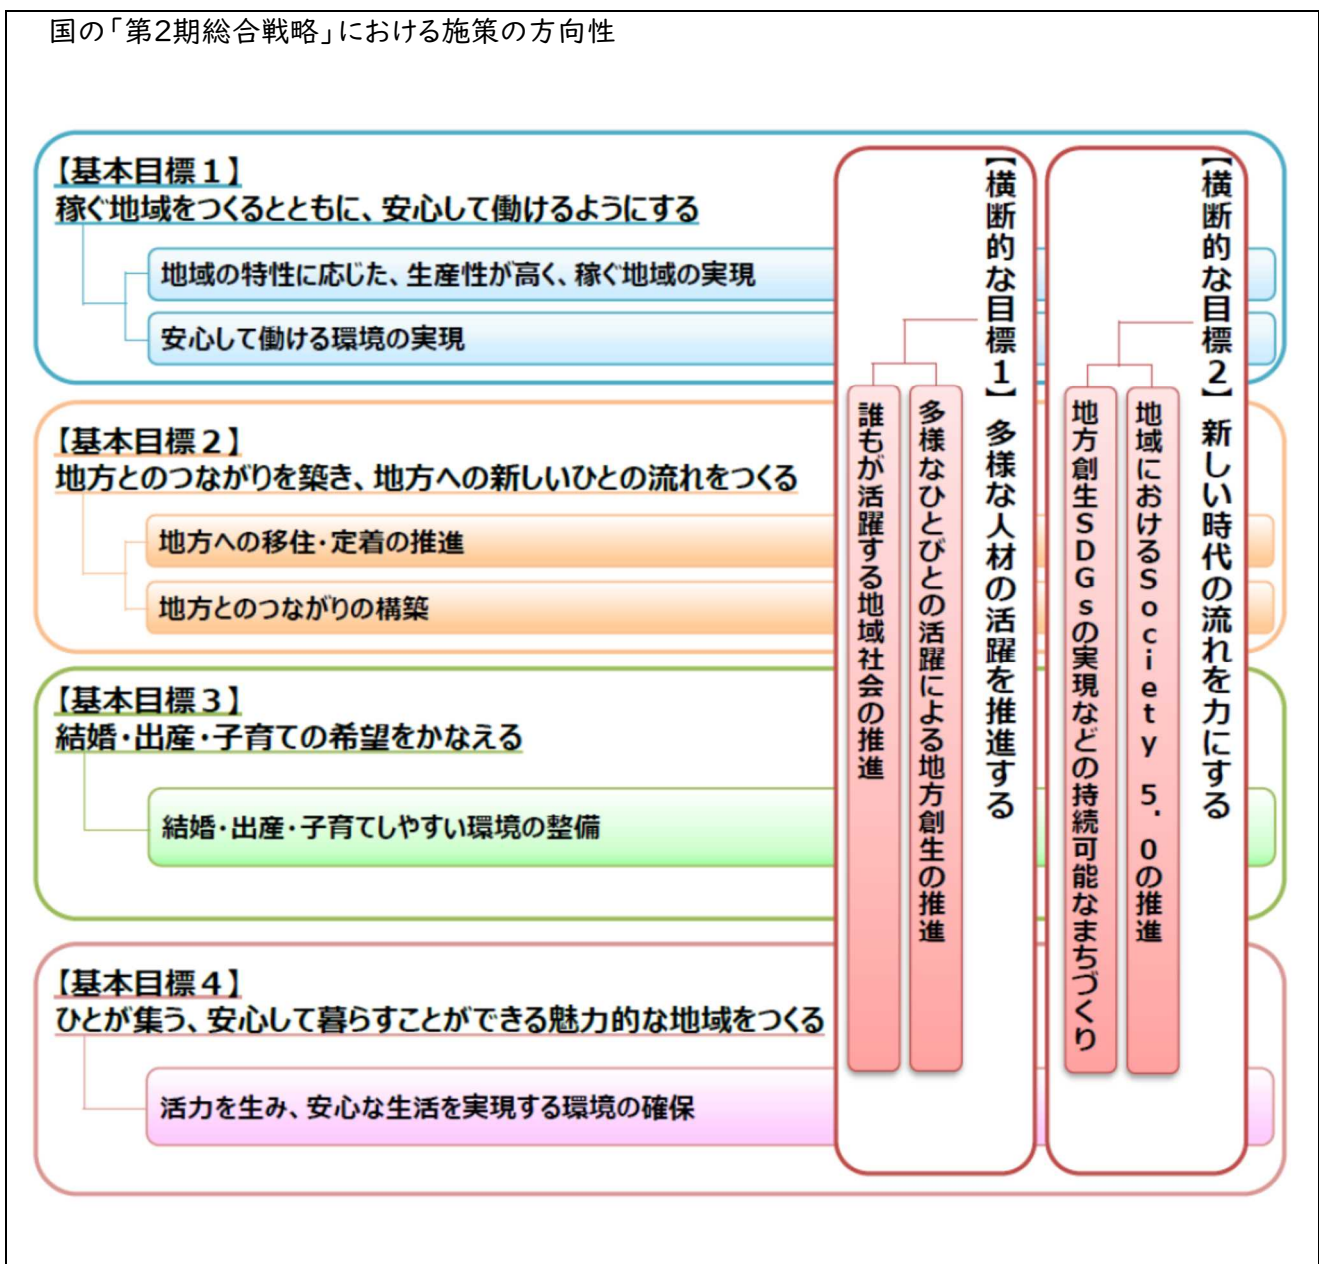 国の「第2期総合戦略」における施策の方向性
【基本目標１】
稼ぐ地域をつくるとともに、安心して働けるようにする
地域の特性に応じた、生産性が高く、稼ぐ地域の実現
安心して働ける環境の実現
【基本目標２】
地方とのつながりを築き、地方への新しいひとの流れをつくる
地方への移住・定着の推進
地方とのつながりの構築
【基本目標３】
結婚・出産・子育ての希望をかなえる
結婚・出産・子育てしやすい環境の整備
【基本目標４】
ひとが集う、安心して暮らすことができる魅力的な地域をつくる
活力を生み、安心な生活を実現する環境の確保
【横断的な目標１】多様な人材の活躍を推進する
多様なひとびとの活躍による地方創生の推進
誰もが活躍する地域社会の推進
【横断的な目標２】新しい時代の流れを力にする
地域におけるSociety 5.0の推進
地方創生SDGsの実現などの持続可能なまちづくり